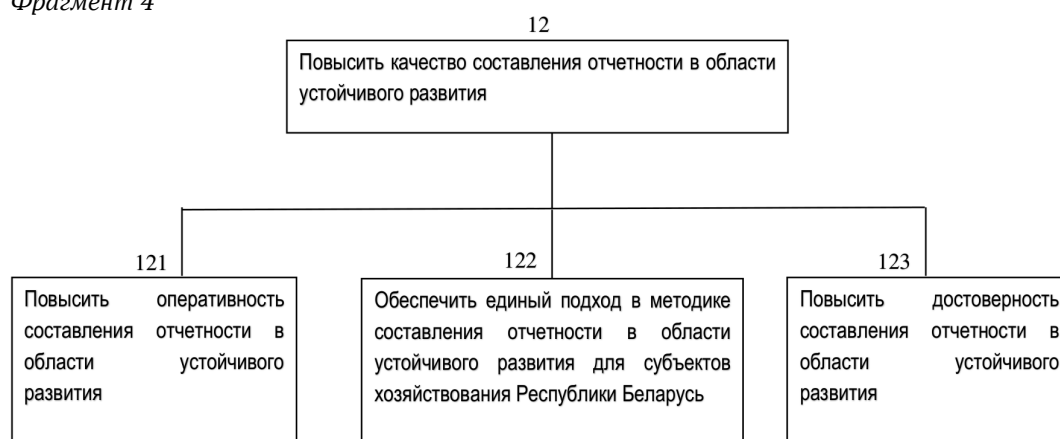 Фрагмент 4
12
Повысить качество составления отчетности в области
устойчивого развития
121
Повысить оперативность
составления отчетности в
области устойчивого
развития
122
Обеспечить единый подход в методике
составления отчетности в области
устойчивого развития для субъектов
хозяйствования Республики Беларусь
123
Повысить достоверность
составления отчетности в
области устойчивого
развития